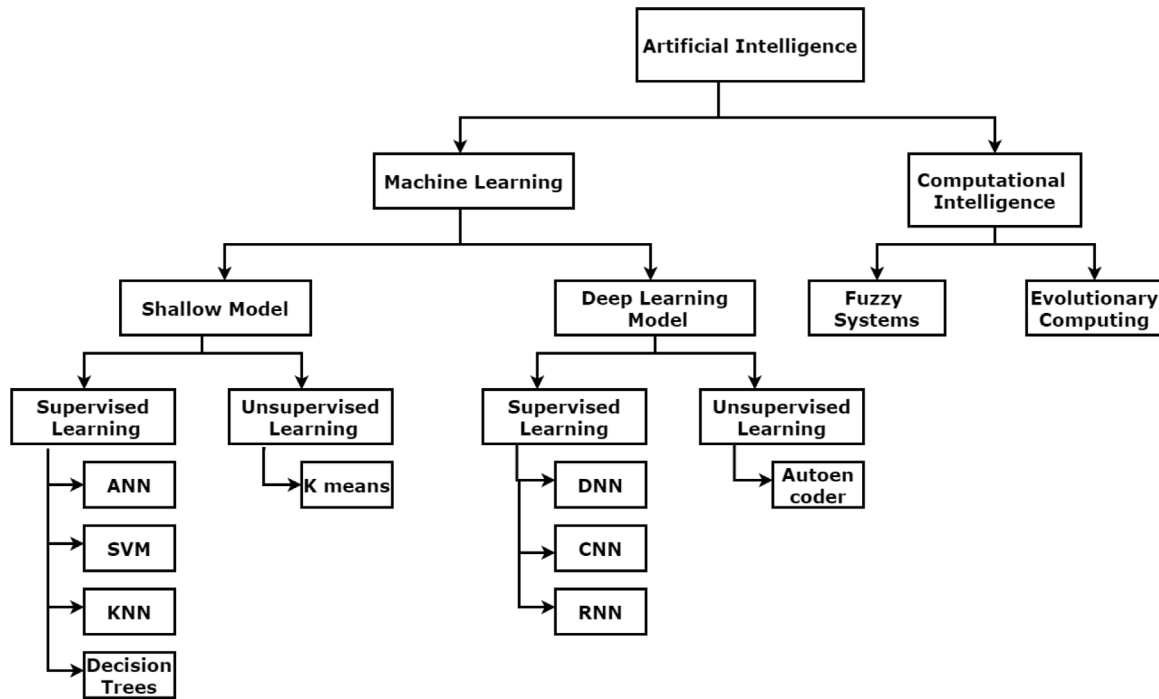 Artificial Intelligence
Machine Learning
Computational
Intelligence
Shallow Model
Deep Learning
Model
Fuzzy
Systems
Evolutionary
Computing
Supervised
Learning
Unsupervised
Learning
Supervised
Learning
Unsupervised
Learning
ANN
SVM
KNN
Decision
Trees
K means
DNN
CNN
RNN
Autoen
coder